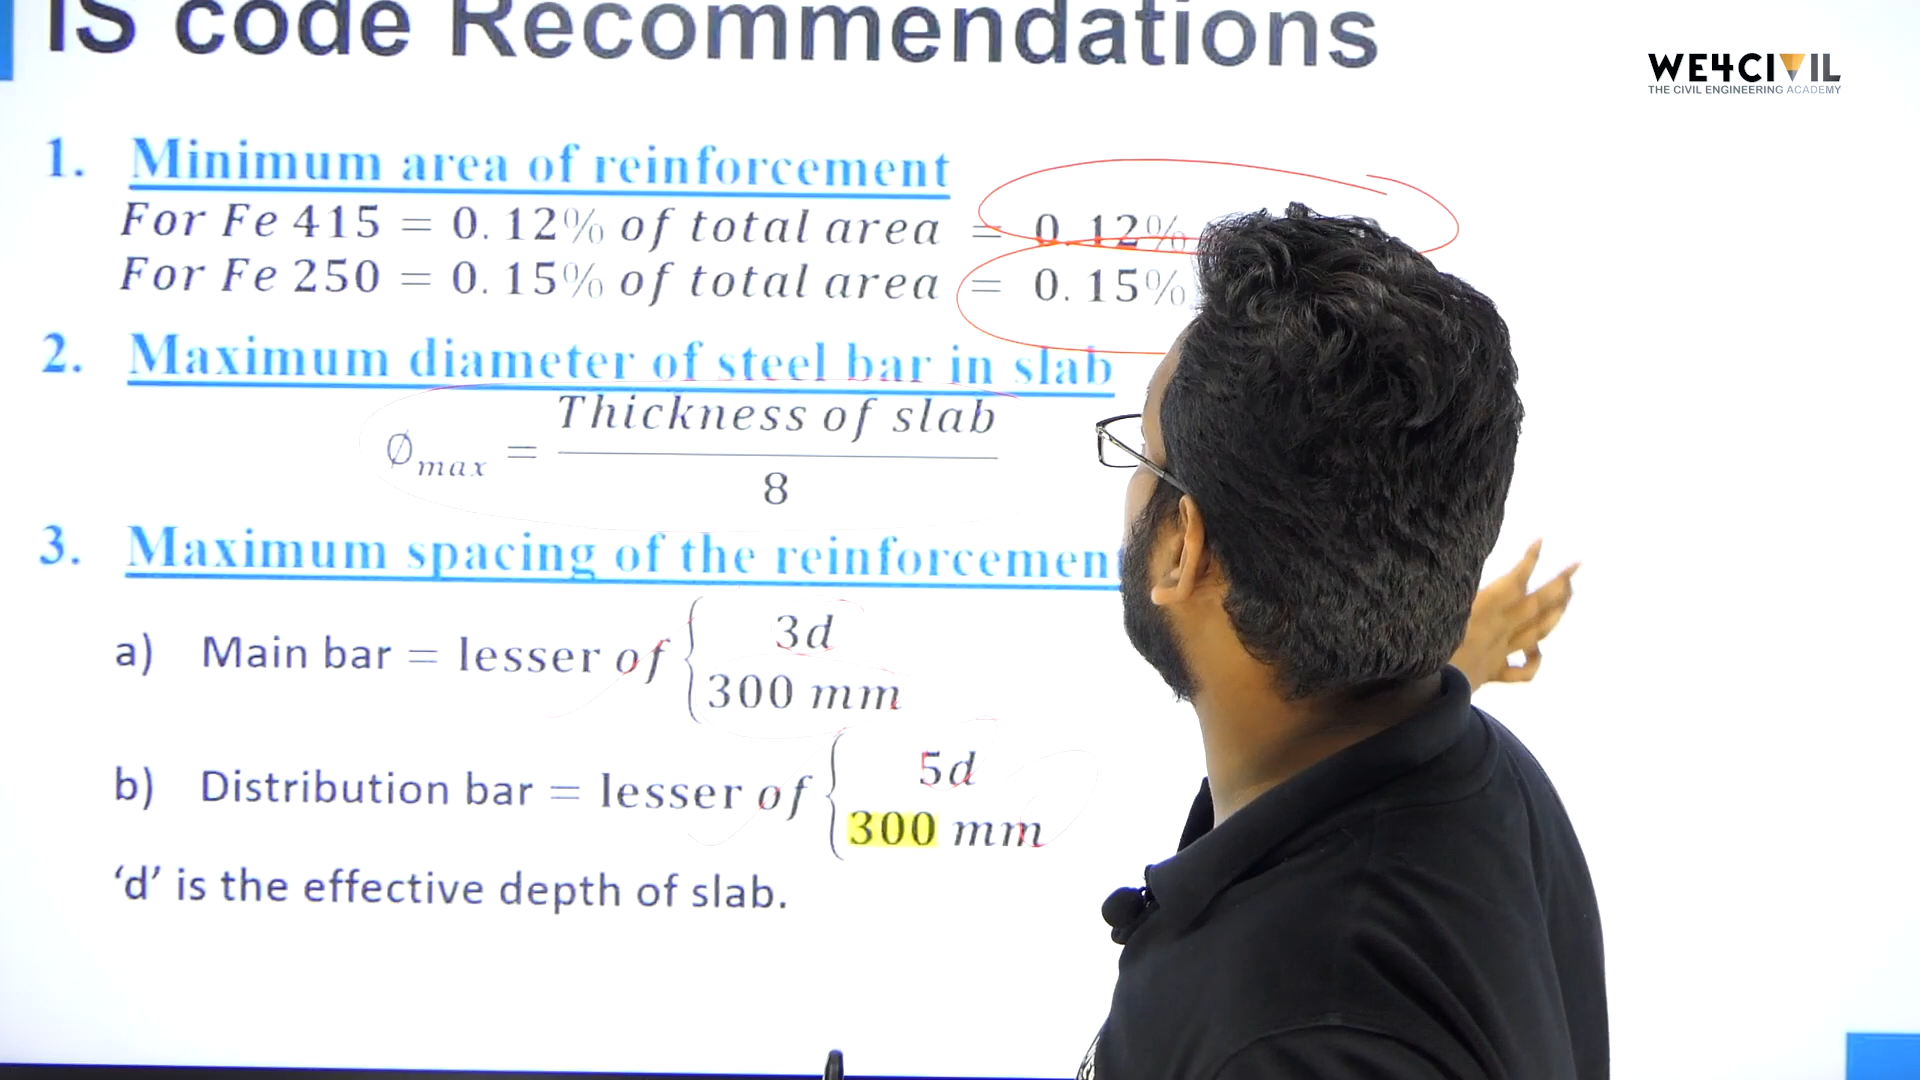 IS code Recommendations
WE4CIVIL
THE CIVIL ENGINEERING ACADEMY
1. Minimum area of reinforcement
For Fe 415 = 0.12% of total area = 0.12%
For Fe 250 = 0.15% of total area = 0.15%
2. Maximum diameter of steel bar in slab
Ømax = Thickness of slab
8
3. Maximum spacing of the reinforcemen
a) Main bar = lesser of { 3d
300 mm
b) Distribution bar = lesser of { 5d
300 mm
‘d’ is the effective depth of slab.